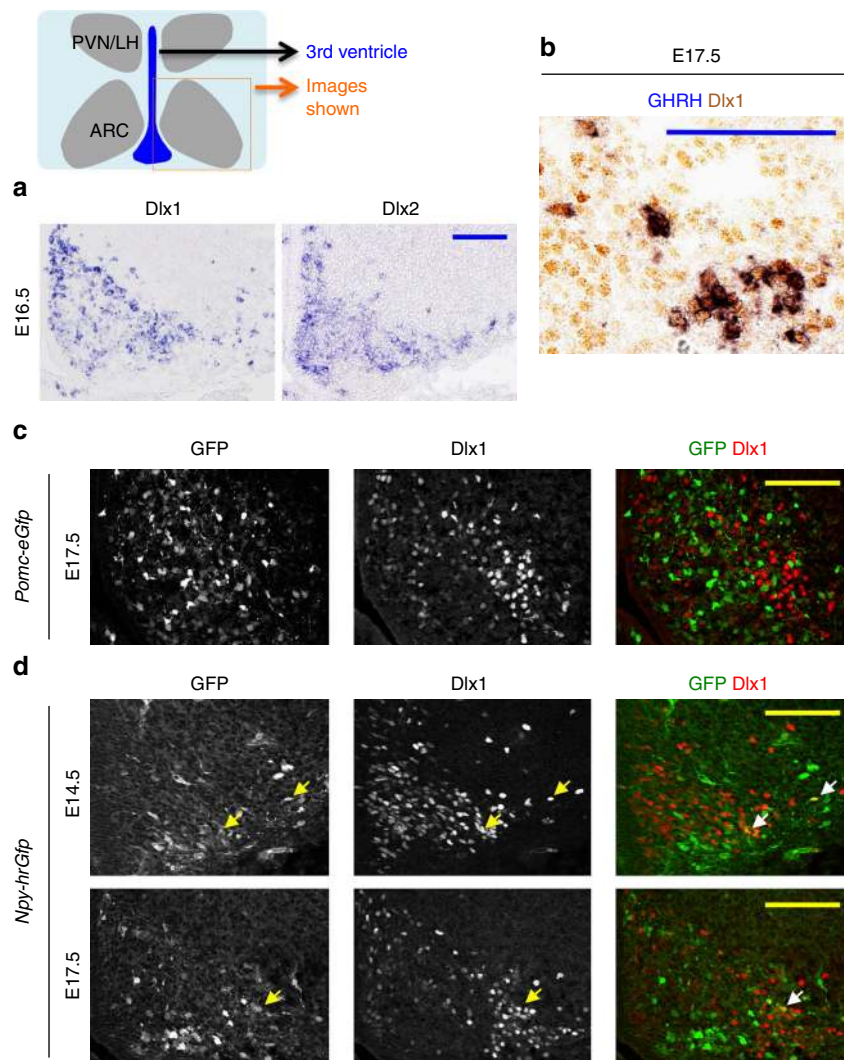 PVN/LH
3rd ventricle
Images
shown
ARC
a
Dlx1
Dlx2
E16.5
b
E17.5
GHRH Dlx1
c
GFP
Dlx1
GFP Dlx1
Pomc-eGfp
E17.5
d
GFP
Dlx1
GFP Dlx1
Npy-hrGfp
E14.5
E17.5